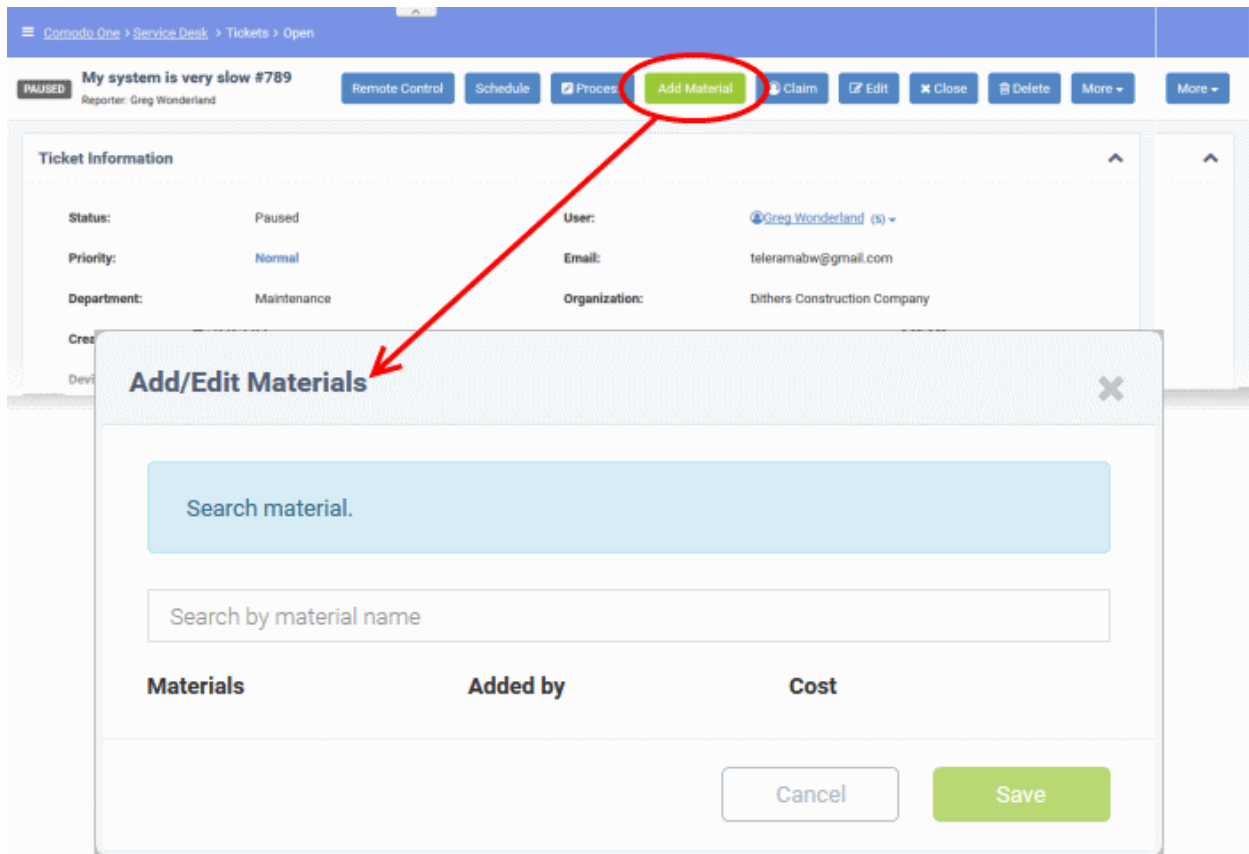 Comodo One > Service Desk > Tickets > Open
PAUSED
My system is very slow #789
Reporter: Greg Wonderland
Remote Control Schedule Add Material Claim Edit Close Delete More More
Ticket Information
Status: Paused User: Greg Wonderland (5)
Priority: Normal Email: teleramabw@gmail.com
Department: Maintenance Organization: Dithers Construction Company
Add/Edit Materials
Search material.
Search by material name
Materials Added by Cost
Cancel Save